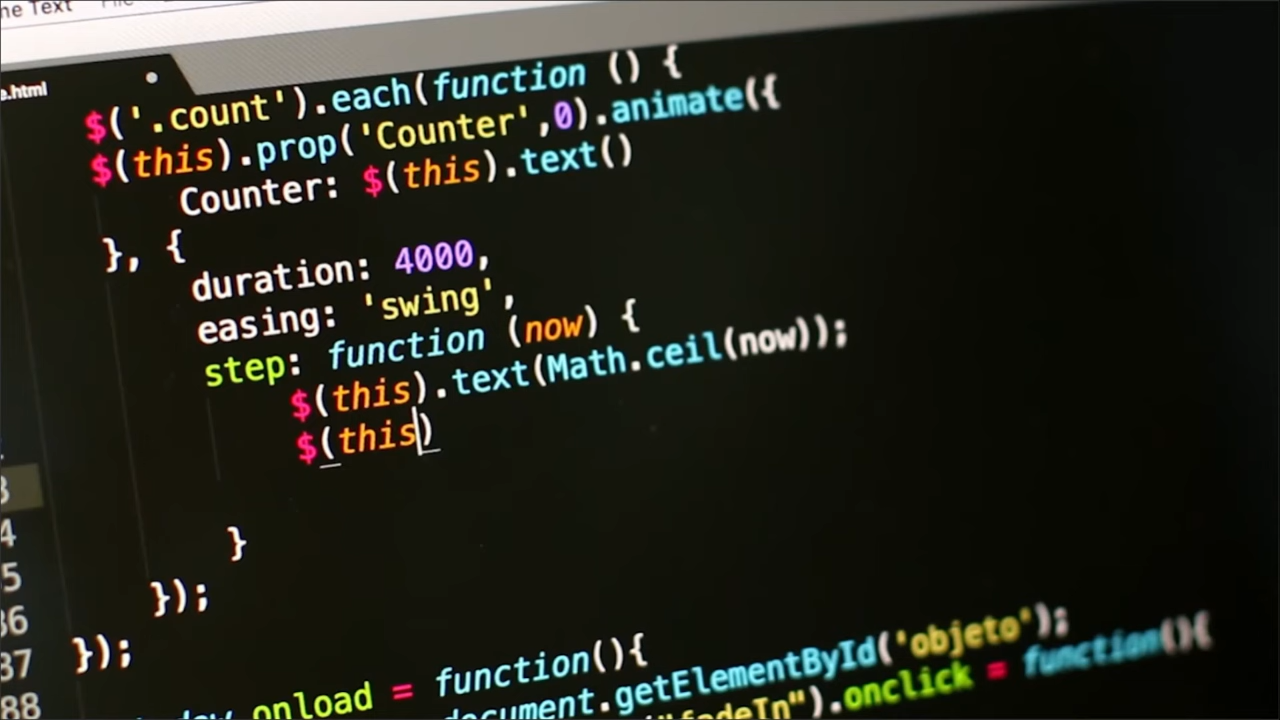 ne Text
e.html
$('.count').each(function () {
$(this).prop('Counter',0).animate({
Counter: $(this).text()
}, {
duration: 4000,
easing: 'swing',
step: function (now) {
$(this).text(Math.ceil(now));
$(this)
3
4
}
5
});
86
});
87
onload = function(){
88
document.getElementById('objeto');
"fadeIn").onclick = function(){